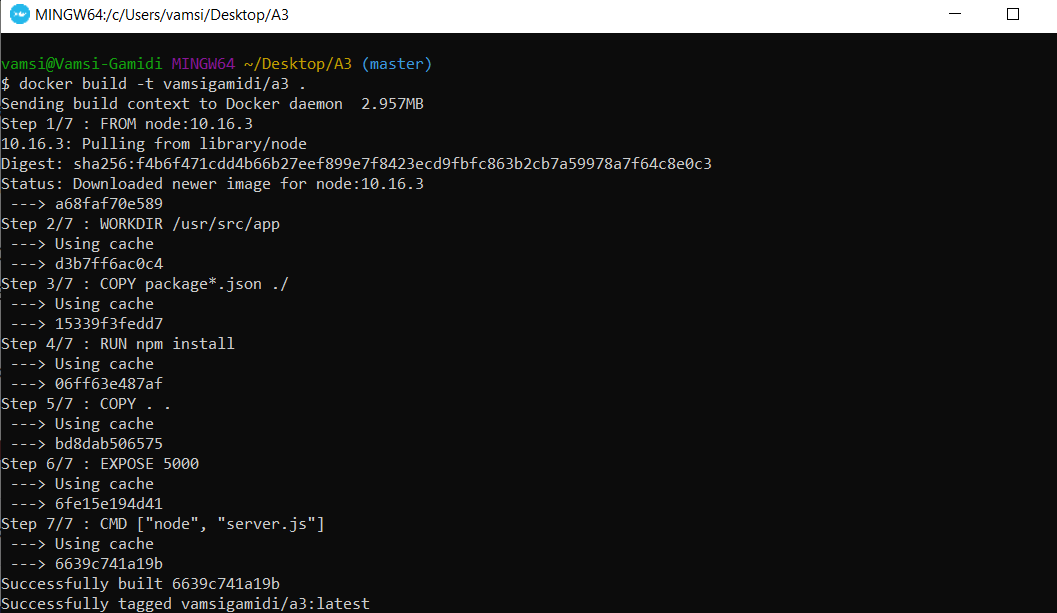 MINGW64:/c/Users/vamsi/Desktop/A3
vamsi@Vamsi-Gamidi MINGW64 ~/Desktop/A3 (master)
$ docker build -t vamsigamidi/a3 .
Sending build context to Docker daemon  2.957MB
Step 1/7 : FROM node:10.16.3
10.16.3: Pulling from library/node
Digest: sha256:f4b6f471cdd4b66b27eef899e7f8423ecd9fbfc863b2cb7a59978a7f64c8e0c3
Status: Downloaded newer image for node:10.16.3
 ---> a68faf70e589
Step 2/7 : WORKDIR /usr/src/app
 ---> Using cache
 ---> d3b7ff6ac0c4
Step 3/7 : COPY package*.json ./
 ---> Using cache
 ---> 15339f3fedd7
Step 4/7 : RUN npm install
 ---> Using cache
 ---> 06ff63e487af
Step 5/7 : COPY . .
 ---> Using cache
 ---> bd8dab506575
Step 6/7 : EXPOSE 5000
 ---> Using cache
 ---> 6fe15e194d41
Step 7/7 : CMD ["node", "server.js"]
 ---> Using cache
 ---> 6639c741a19b
Successfully built 6639c741a19b
Successfully tagged vamsigamidi/a3:latest